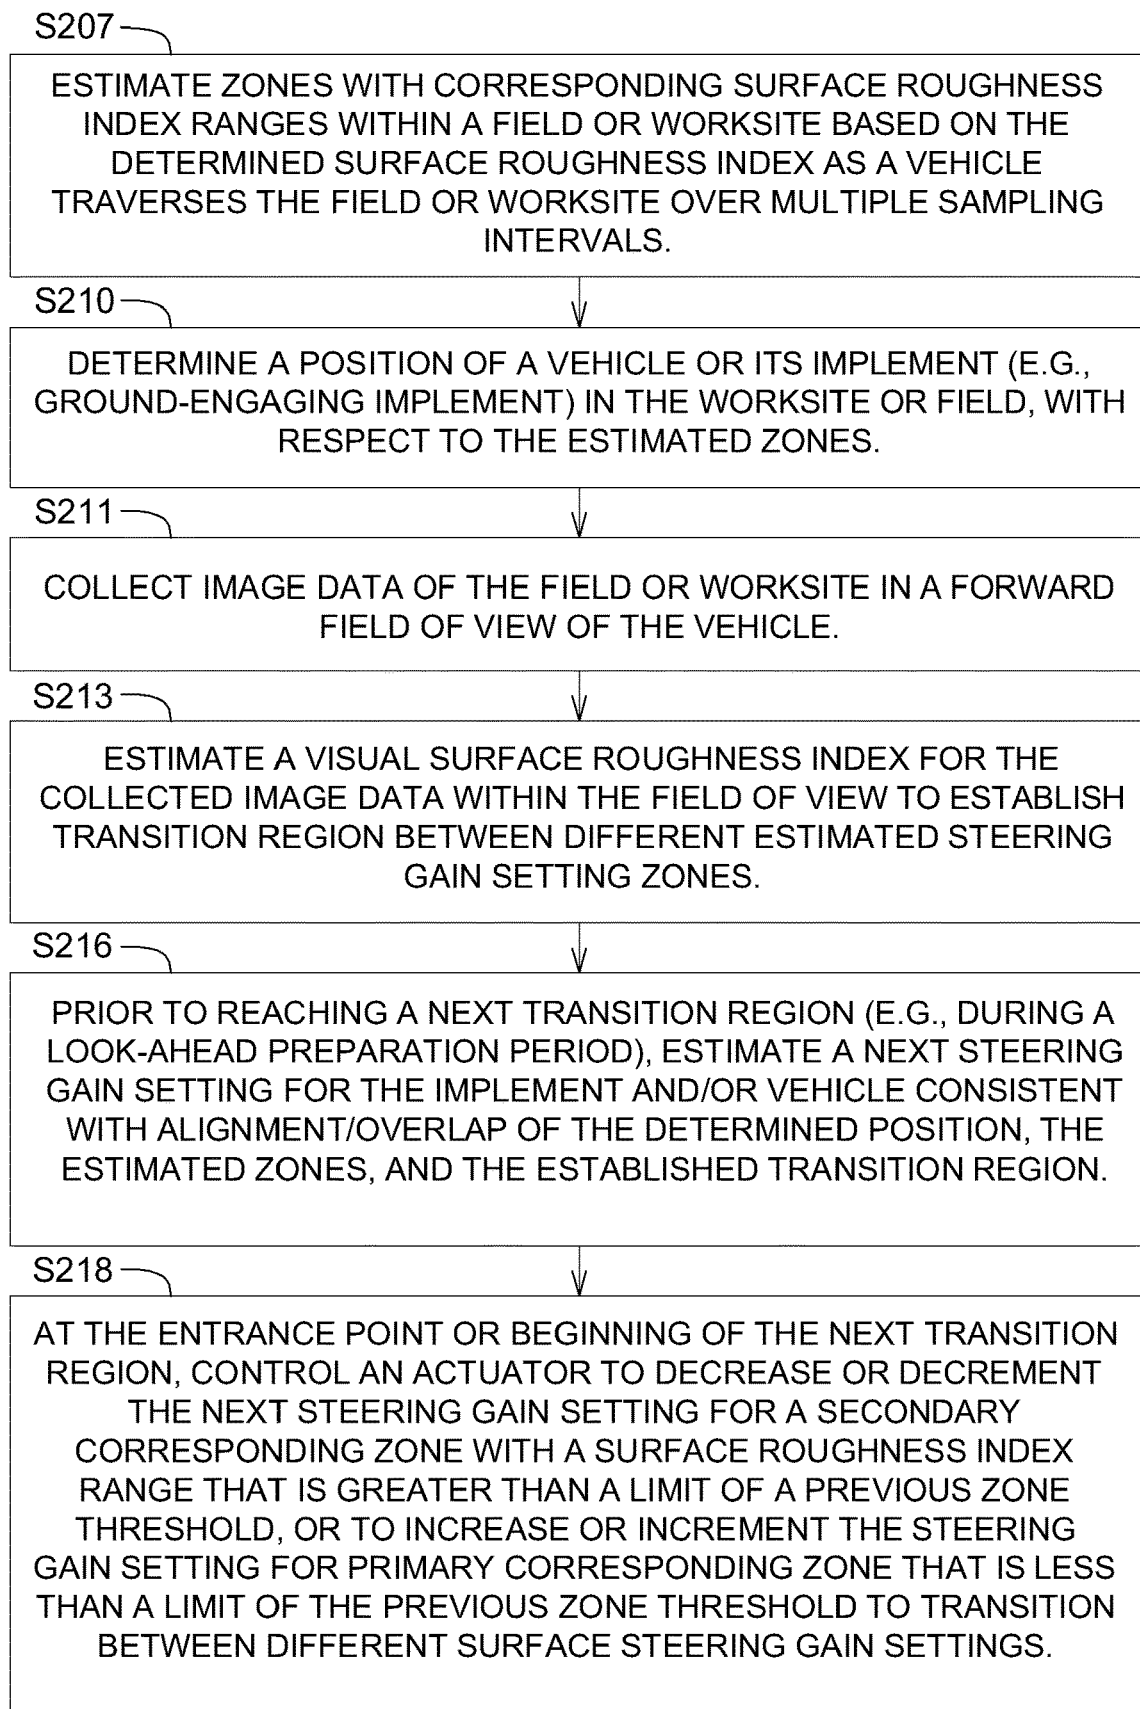 S207
ESTIMATE ZONES WITH CORRESPONDING SURFACE ROUGHNESS
INDEX RANGES WITHIN A FIELD OR WORKSITE BASED ON THE
DETERMINED SURFACE ROUGHNESS INDEX AS A VEHICLE
TRAVERSES THE FIELD OR WORKSITE OVER MULTIPLE SAMPLING
INTERVALS.
S210
DETERMINE A POSITION OF A VEHICLE OR ITS IMPLEMENT (E.G.,
GROUND-ENGAGING IMPLEMENT) IN THE WORKSITE OR FIELD, WITH
RESPECT TO THE ESTIMATED ZONES.
S211
COLLECT IMAGE DATA OF THE FIELD OR WORKSITE IN A FORWARD
FIELD OF VIEW OF THE VEHICLE.
S213
ESTIMATE A VISUAL SURFACE ROUGHNESS INDEX FOR THE
COLLECTED IMAGE DATA WITHIN THE FIELD OF VIEW TO ESTABLISH
TRANSITION REGION BETWEEN DIFFERENT ESTIMATED STEERING
GAIN SETTING ZONES.
S216
PRIOR TO REACHING A NEXT TRANSITION REGION (E.G., DURING A
LOOK-AHEAD PREPARATION PERIOD), ESTIMATE A NEXT STEERING
GAIN SETTING FOR THE IMPLEMENT AND/OR VEHICLE CONSISTENT
WITH ALIGNMENT/OVERLAP OF THE DETERMINED POSITION, THE
ESTIMATED ZONES, AND THE ESTABLISHED TRANSITION REGION.
S218
AT THE ENTRANCE POINT OR BEGINNING OF THE NEXT TRANSITION
REGION, CONTROL AN ACTUATOR TO DECREASE OR DECREMENT
THE NEXT STEERING GAIN SETTING FOR A SECONDARY
CORRESPONDING ZONE WITH A SURFACE ROUGHNESS INDEX
RANGE THAT IS GREATER THAN A LIMIT OF A PREVIOUS ZONE
THRESHOLD, OR TO INCREASE OR INCREMENT THE STEERING
GAIN SETTING FOR PRIMARY CORRESPONDING ZONE THAT IS LESS
THAN A LIMIT OF THE PREVIOUS ZONE THRESHOLD TO TRANSITION
BETWEEN DIFFERENT SURFACE STEERING GAIN SETTINGS.